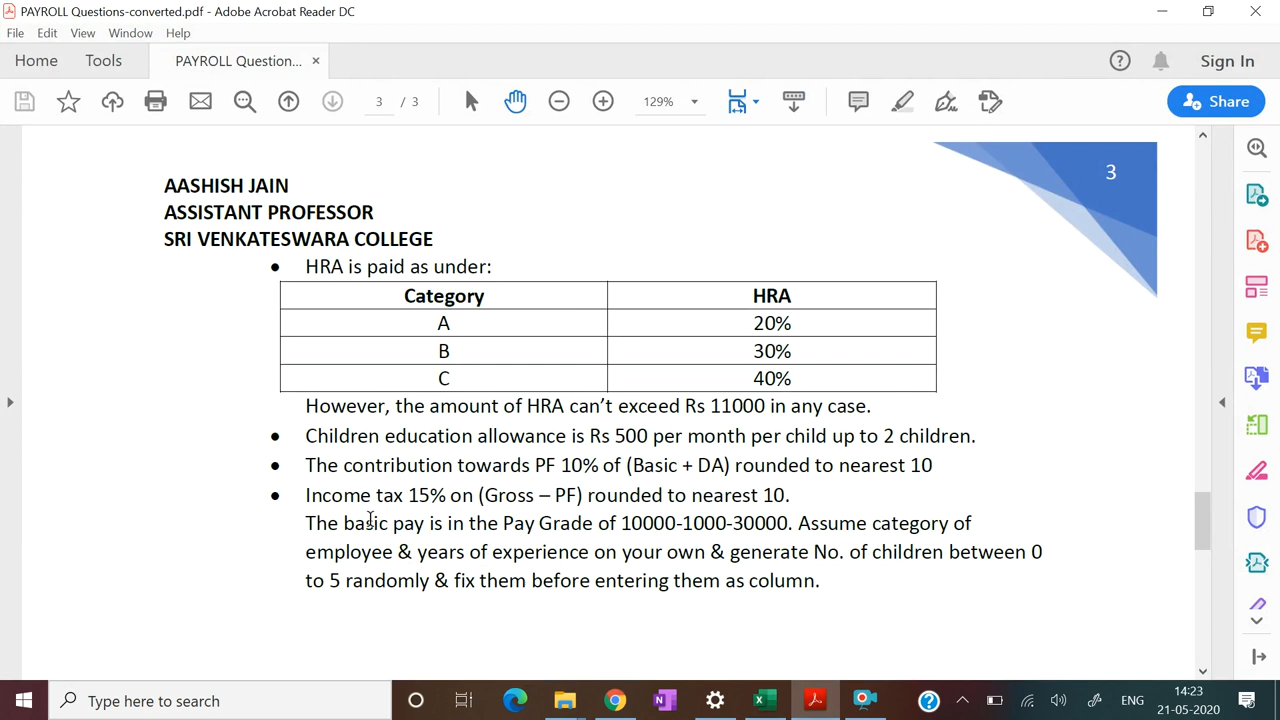 PAYROLL Questions-converted.pdf - Adobe Acrobat Reader DC
File Edit View Window Help
Home Tools PAYROLL Question... × Sign In
3 / 3 129% Share
3
AASHISH JAIN
ASSISTANT PROFESSOR
SRI VENKATESWARA COLLEGE
• HRA is paid as under:
Category HRA
A 20%
B 30%
C 40%
However, the amount of HRA can’t exceed Rs 11000 in any case.
• Children education allowance is Rs 500 per month per child up to 2 children.
• The contribution towards PF 10% of (Basic + DA) rounded to nearest 10
• Income tax 15% on (Gross – PF) rounded to nearest 10.
The basic pay is in the Pay Grade of 10000-1000-30000. Assume category of
employee & years of experience on your own & generate No. of children between 0
to 5 randomly & fix them before entering them as column.
Type here to search ENG 14:23
21-05-2020